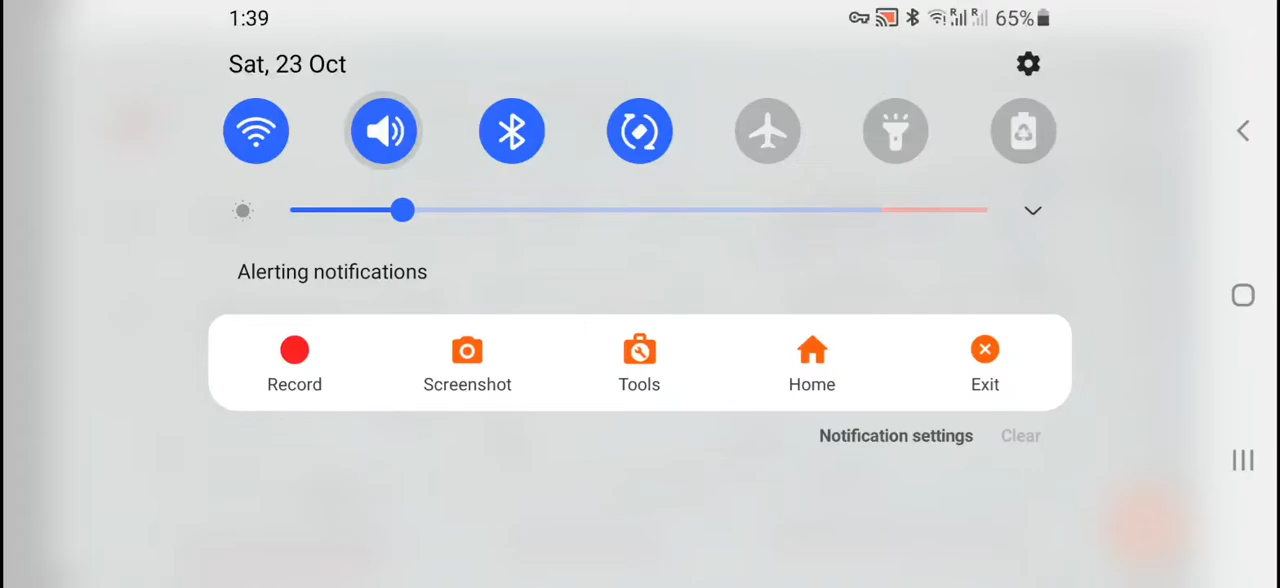 1:39
R R 65%
Sat, 23 Oct
Alerting notifications
Record Screenshot Tools Home Exit
Notification settings Clear